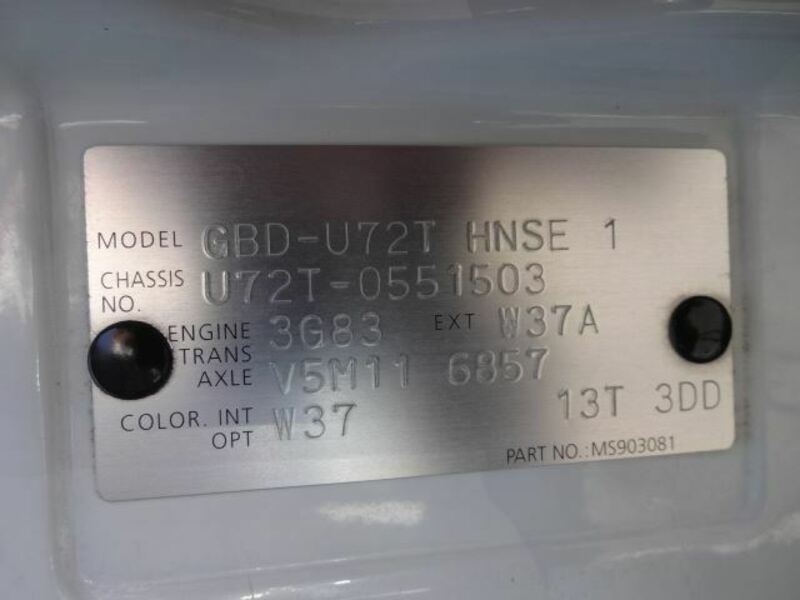 MODEL GBD-U72T HNSE 1
CHASSIS NO. U72T-0551503
ENGINE 3G83 EXT W37A
TRANS AXLE V5M11 6857
COLOR. INT OPT W37 13T 3DD
PART NO.:MS903081